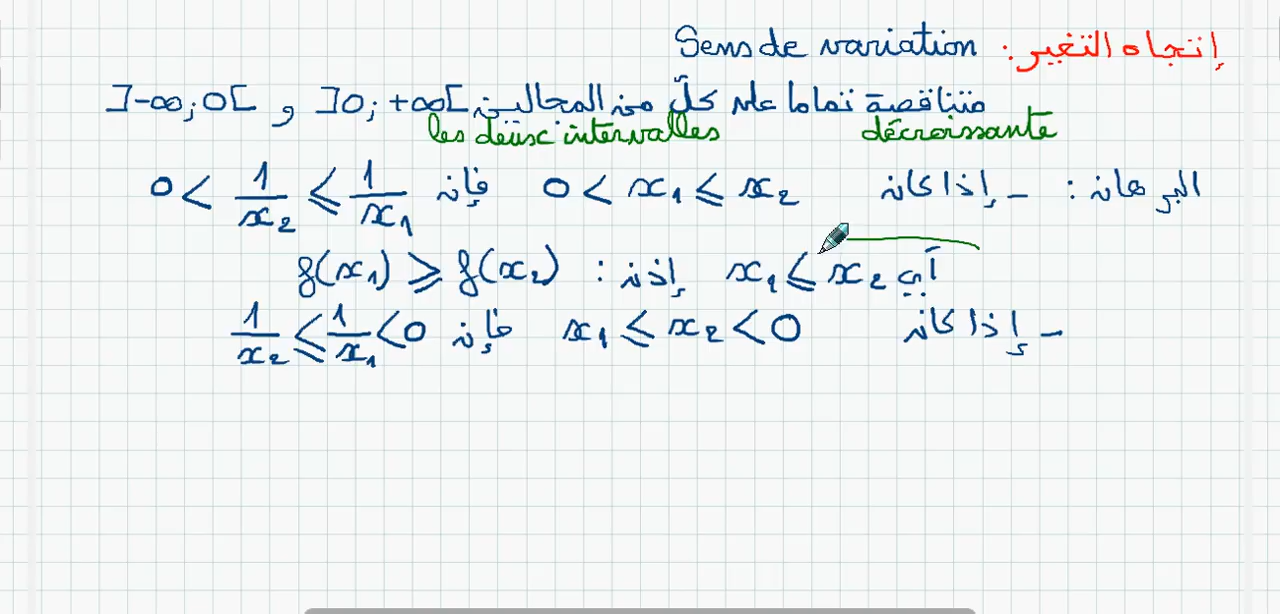 إتجاه التغير: Sens de variation
متناقصة تماما على كلّ من المجالين ]0; +∞[ و ]-∞; 0[
décroissante les deux intervalles
البرهان: - إذا كان 0 < x₁ ≤ x₂ فإن 0 < 1/x₂ ≤ 1/x₁
أي x₁ ≤ x₂ إذن: f(x₁) ≥ f(x₂)
- إذا كان x₁ ≤ x₂ < 0 فإن 1/x₂ ≤ 1/x₁ < 0